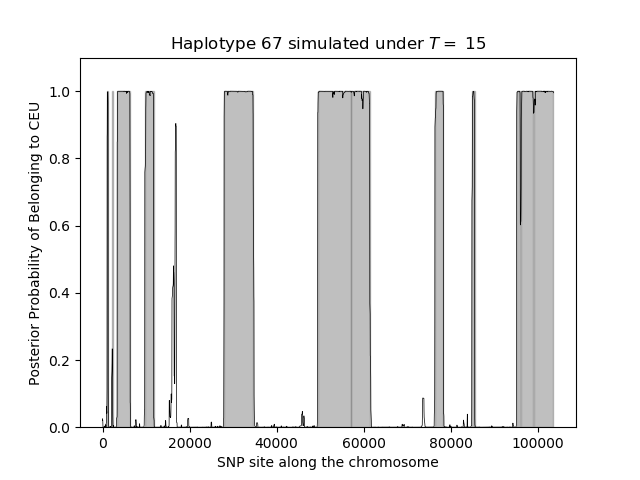 Haplotype 67 simulated under T = 15
Posterior Probability of Belonging to CEU
1.0
0.8
0.6
0.4
0.2
0.0
0 20000 40000 60000 80000 100000
SNP site along the chromosome